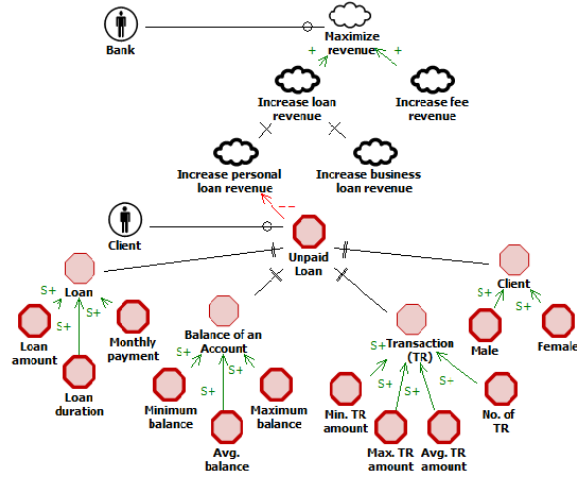 Maximize
revenue
Bank
+
+
Increase loan
revenue
Increase fee
revenue
Increase personal
loan revenue
Increase business
loan revenue
--
Client
Unpaid
Loan
Loan
Client
S+
S+
S+
Loan
amount
Monthly
payment
Loan
duration
Balance of an
Account
S+
S+
S+
Minimum
balance
Maximum
balance
Avg.
balance
Transaction
(TR)
S+
S+
S+
S+
Min. TR
amount
Max. TR
amount
Avg. TR
amount
No. of
TR
S+
S+
Male
Female